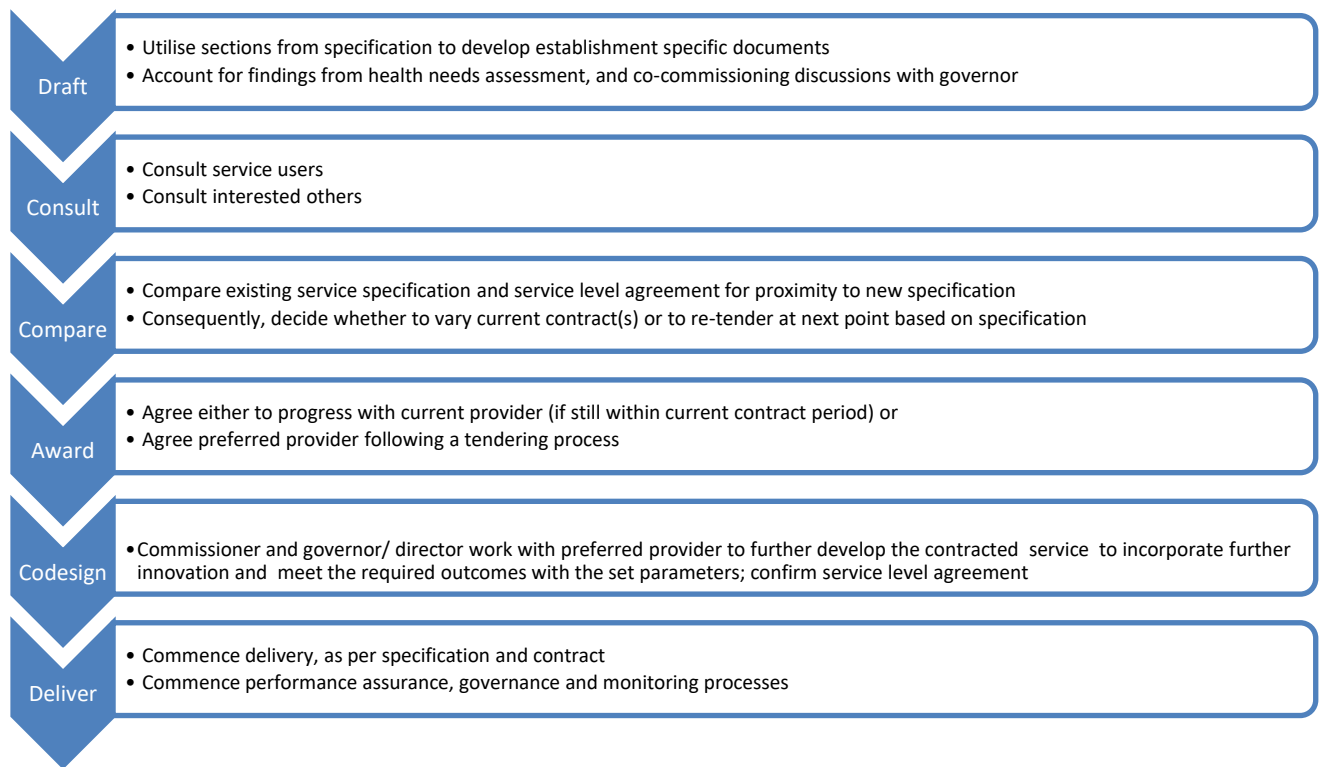 Draft
• Utilise sections from specification to develop establishment specific documents
• Account for findings from health needs assessment, and co-commissioning discussions with governor
Consult
• Consult service users
• Consult interested others
Compare
• Compare existing service specification and service level agreement for proximity to new specification
• Consequently, decide whether to vary current contract(s) or to re-tender at next point based on specification
Award
• Agree either to progress with current provider (if still within current contract period) or
• Agree preferred provider following a tendering process
Codesign
•Commissioner and governor/ director work with preferred provider to further develop the contracted service to incorporate further
innovation and meet the required outcomes with the set parameters; confirm service level agreement
Deliver
• Commence delivery, as per specification and contract
• Commence performance assurance, governance and monitoring processes